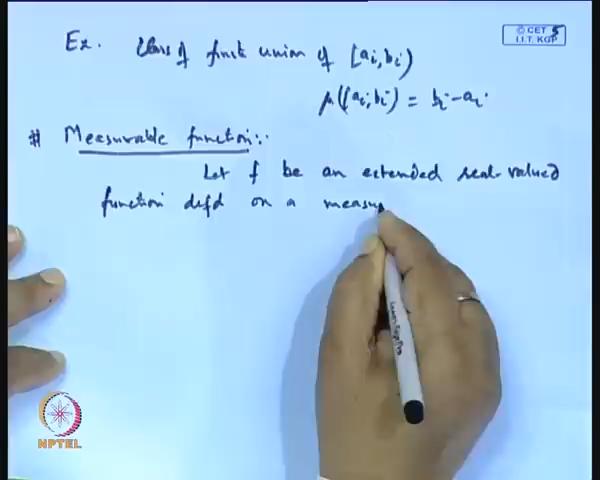 Ex. Class of finite union of [ai, bi)
© CET
I.I.T. KGP
μ([ai, bi)) = bi - ai
# Measurable function:
Let f be an extended real-valued
function defd on a measu
NPTEL